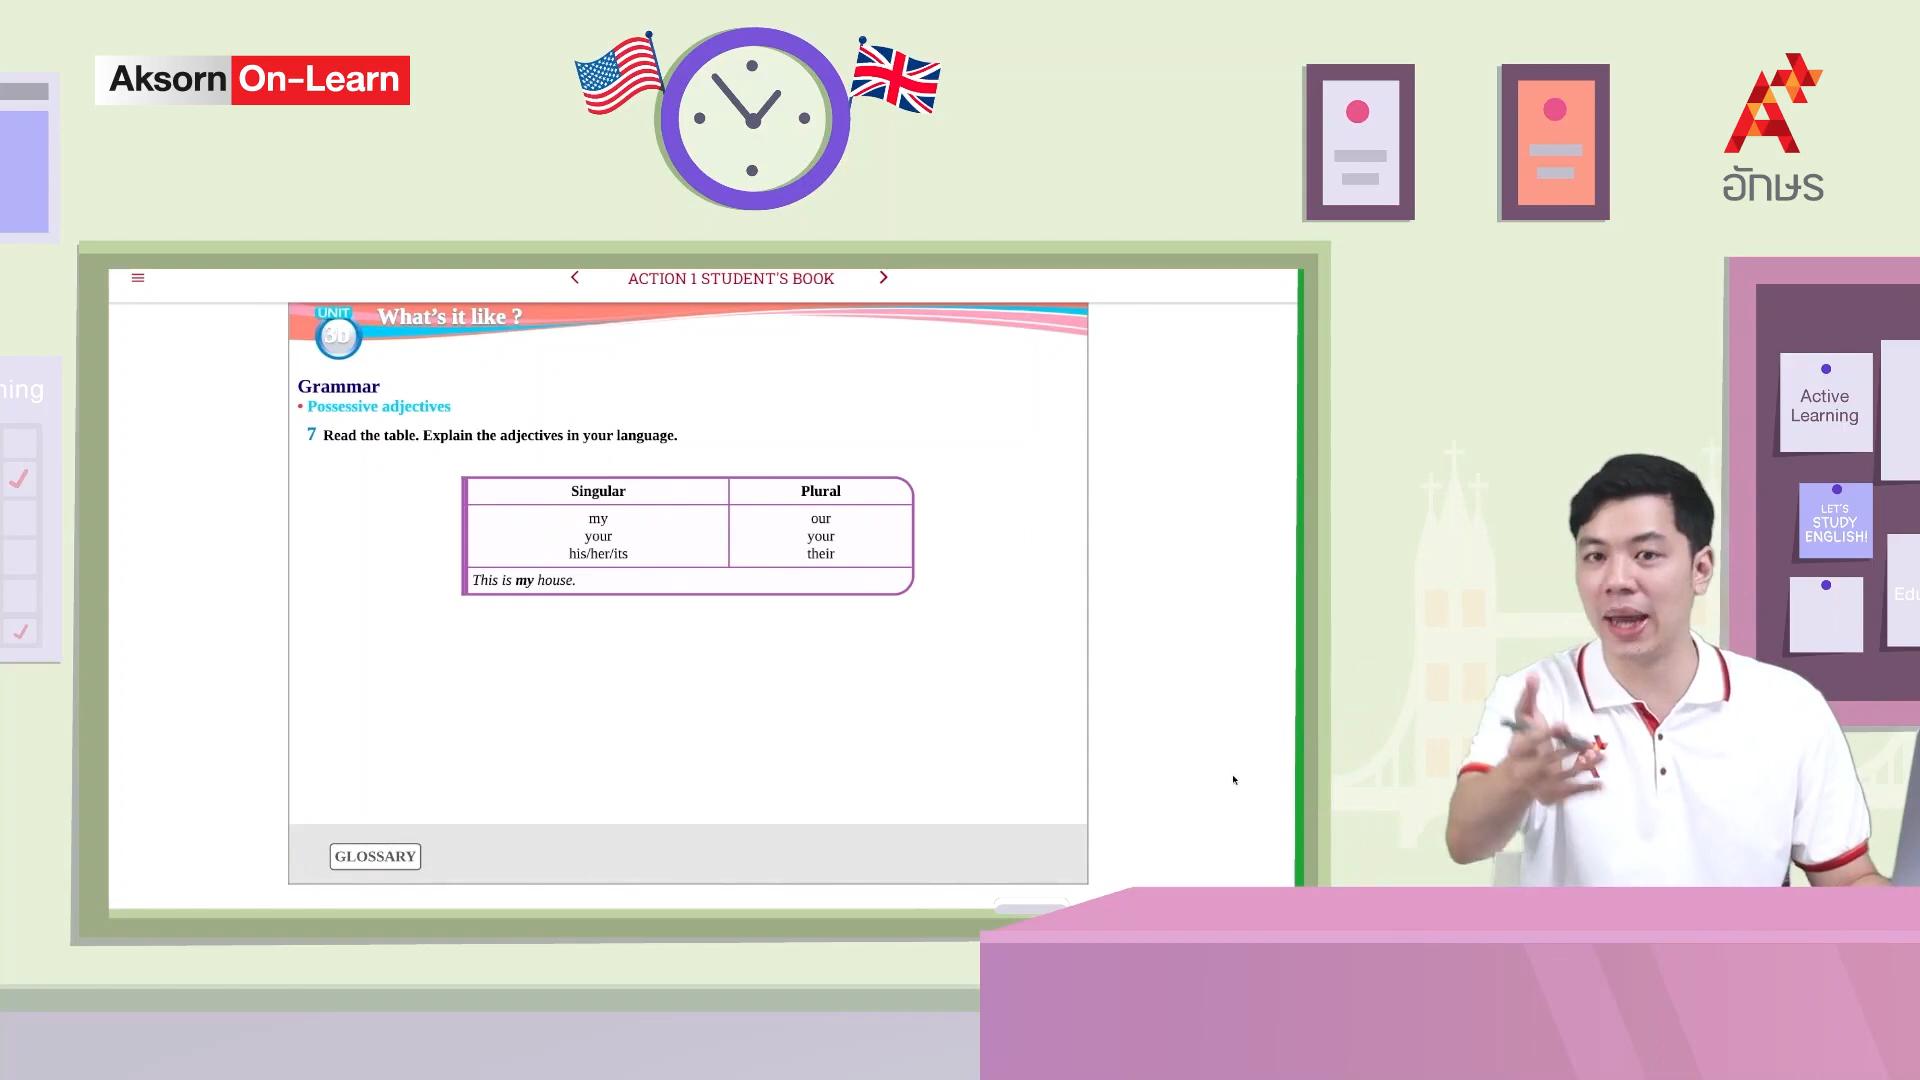 Aksorn On-Learn
อักษร
ACTION 1 STUDENT'S BOOK
UNIT
3b
What's it like ?
Grammar
• Possessive adjectives
7 Read the table. Explain the adjectives in your language.
Singular Plural
my our
your your
his/her/its their
This is my house.
GLOSSARY
Active
Learning
LET'S
STUDY
ENGLISH!